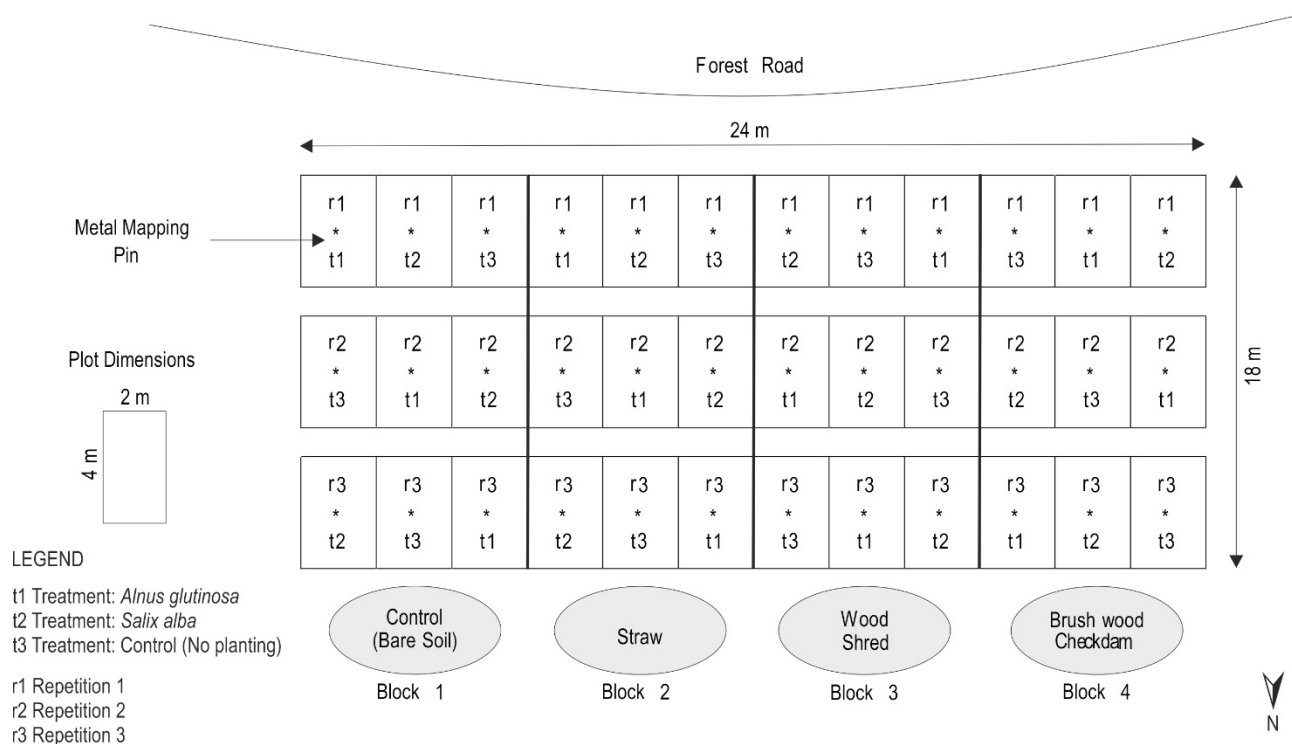 Forest Road
24 m
Metal Mapping
Pin
r1 r1 r1 r1 r1 r1 r1 r1 r1 r1 r1 r1
* * * * * * * * * * * *
t1 t2 t3 t1 t2 t3 t2 t3 t1 t3 t1 t2
18 m
Plot Dimensions
2 m
4 m
r2 r2 r2 r2 r2 r2 r2 r2 r2 r2 r2 r2
* * * * * * * * * * * *
t3 t1 t2 t3 t1 t2 t1 t2 t3 t2 t3 t1
r3 r3 r3 r3 r3 r3 r3 r3 r3 r3 r3 r3
* * * * * * * * * * * *
t2 t3 t1 t2 t3 t1 t3 t1 t2 t1 t2 t3
LEGEND
t1 Treatment: Alnus glutinosa
t2 Treatment: Salix alba
t3 Treatment: Control (No planting)
r1 Repetition 1
r2 Repetition 2
r3 Repetition 3
Control
(Bare Soil)
Block 1
Straw
Block 2
Wood
Shred
Block 3
Brush wood
Checkdam
Block 4
N